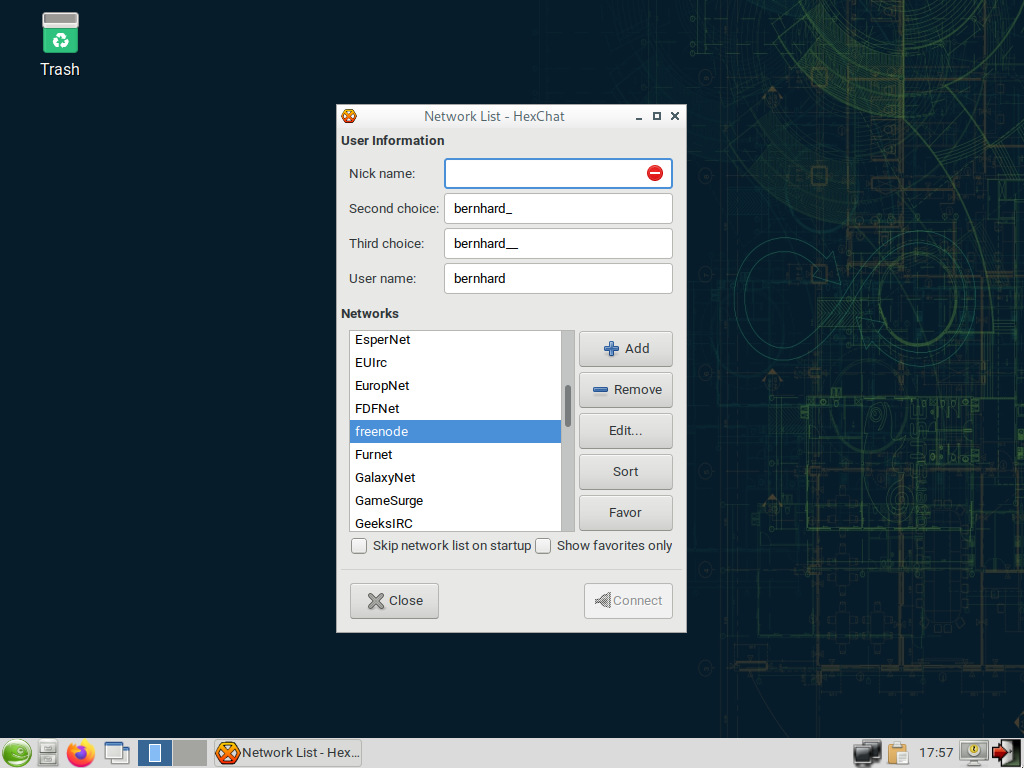 Trash
Network List - HexChat
User Information
Nick name:
Second choice: bernhard_
Third choice: bernhard__
User name: bernhard
Networks
EsperNet
EUIrc
EuropNet
FDFNet
freenode
Furnet
GalaxyNet
GameSurge
GeeksIRC
Add
Remove
Edit...
Sort
Favor
Skip network list on startup Show favorites only
Close Connect
Network List - Hex... 17:57